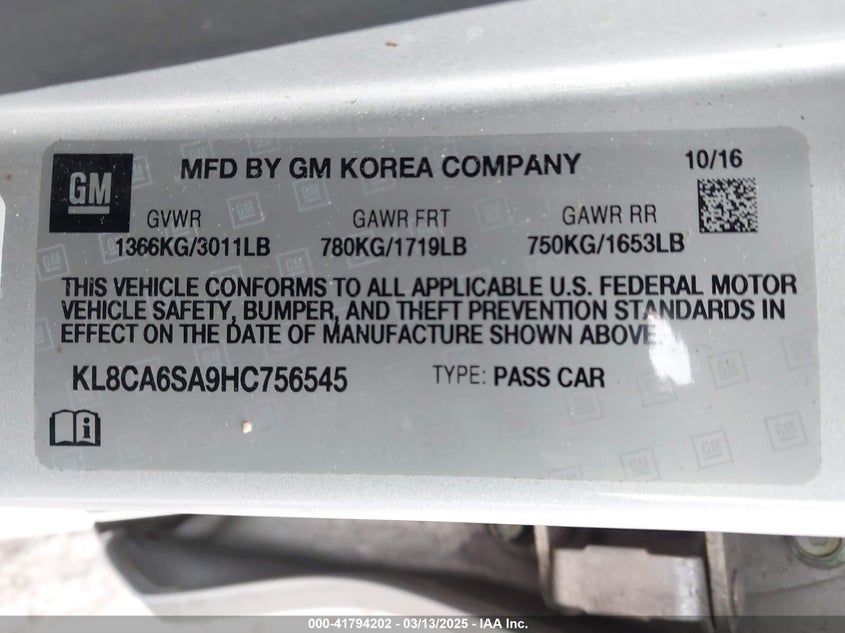 GM
MFD BY GM KOREA COMPANY
10/16
GVWR GAWR FRT GAWR RR
1366KG/3011LB 780KG/1719LB 750KG/1653LB
THiS VEHICLE CONFORMS TO ALL APPLICABLE U.S. FEDERAL MOTOR
VEHICLE SAFETY, BUMPER, AND THEFT PREVENTION STANDARDS IN
EFFECT ON THE DATE OF MANUFACTURE SHOWN ABOVE.
KL8CA6SA9HC756545 TYPE: PASS CAR
000-41794202 - 03/13/2025 - IAA